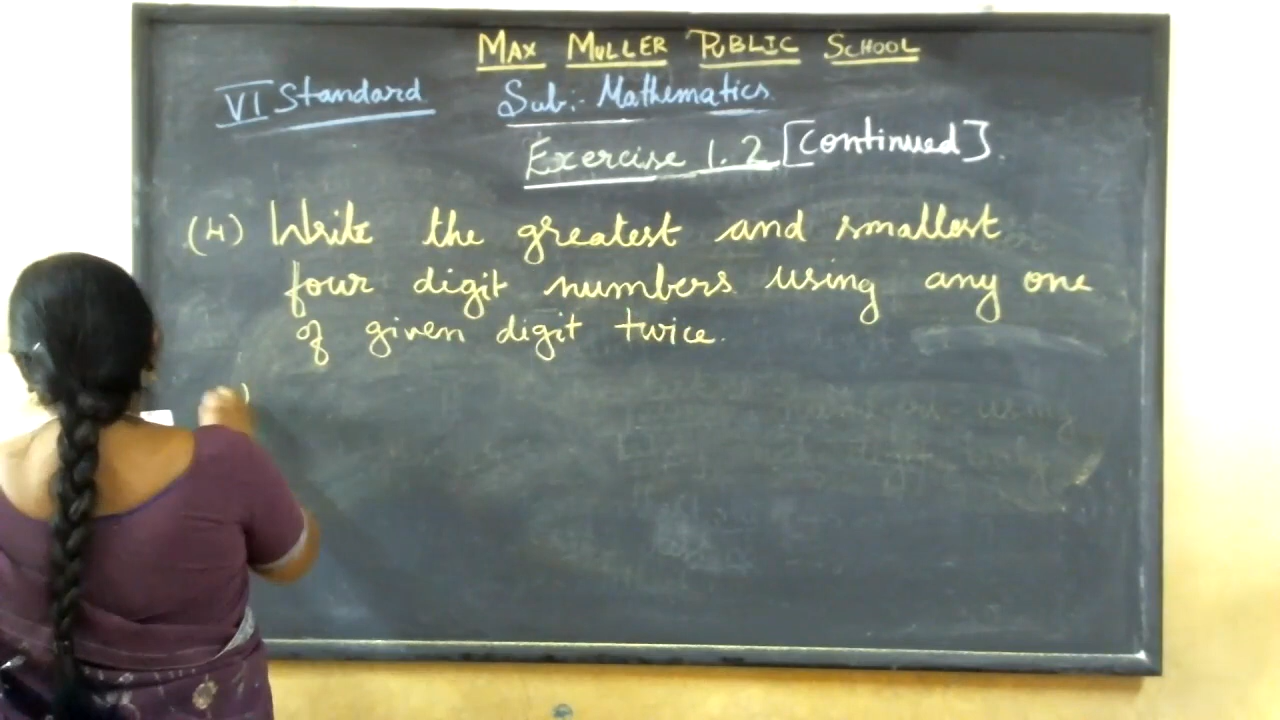 MAX MULLER PUBLIC SCHOOL
VI Standard Sub:- Mathematics
Exercise 1.2 [Continued].
(4) Write the greatest and smallest
four digit numbers using any one
of given digit twice.
)
using